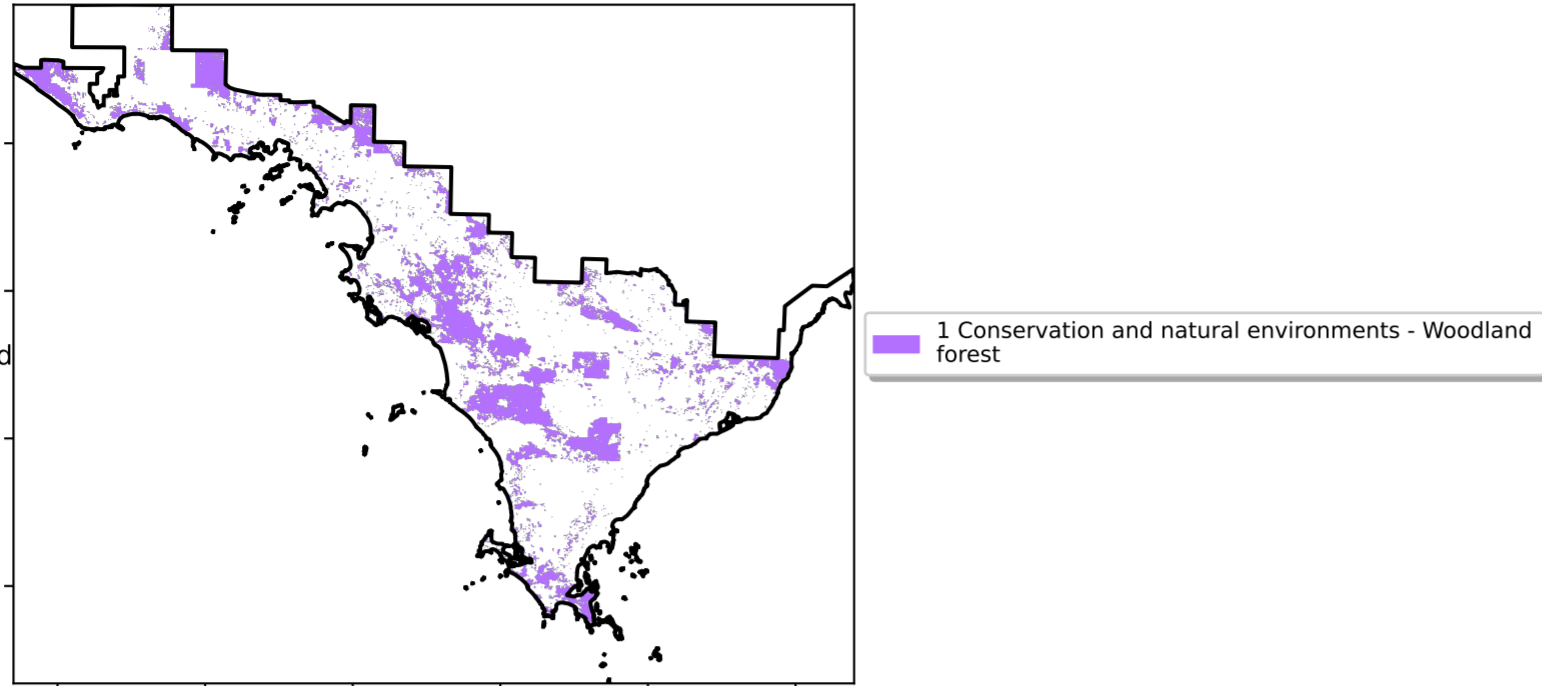 1 Conservation and natural environments - Woodland
forest
d